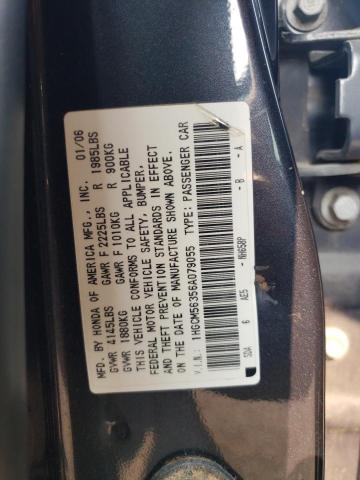 MFD. BY HONDA OF AMERICA MFG., INC. 01/06
GVWR 4145LBS GAWR F 2225LBS R 1985LBS
GVWR 1880KG GAWR F 1010KG R 900KG
THIS VEHICLE CONFORMS TO ALL APPLICABLE
FEDERAL MOTOR VEHICLE SAFETY, BUMPER,
AND THEFT PREVENTION STANDARDS IN EFFECT
ON THE DATE OF MANUFACTURE SHOWN ABOVE.
V.I.N.: 1HGCM56356A079055 TYPE: PASSENGER CAR
SDA 6 AE5 NH658P - B - A